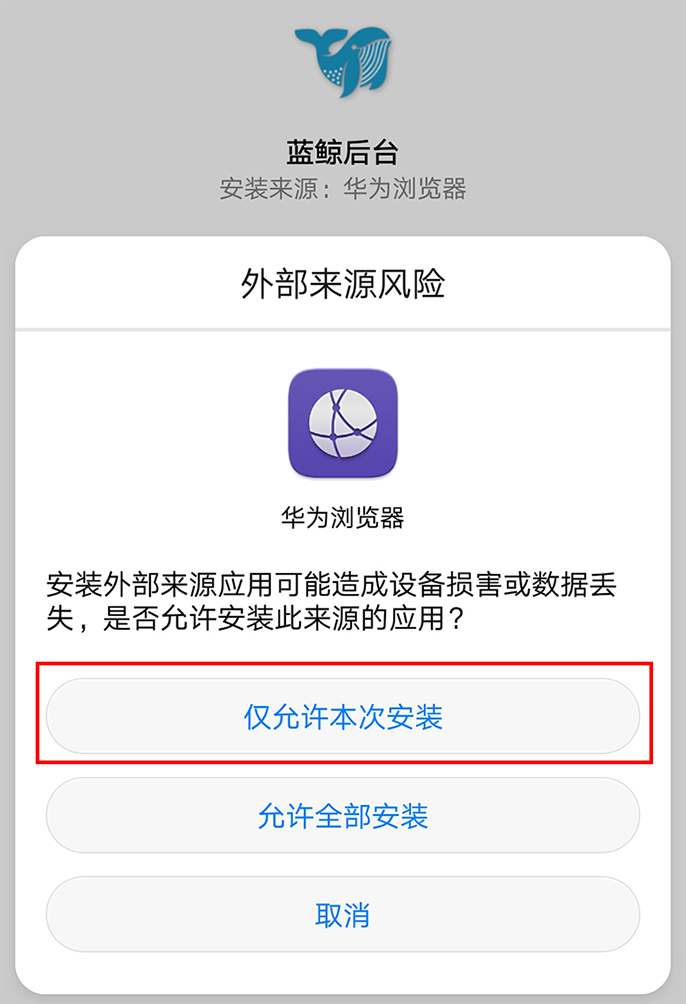 蓝鲸后台
安装来源：华为浏览器
外部来源风险
华为浏览器
安装外部来源应用可能造成设备损害或数据丢
失，是否允许安装此来源的应用？
仅允许本次安装
允许全部安装
取消